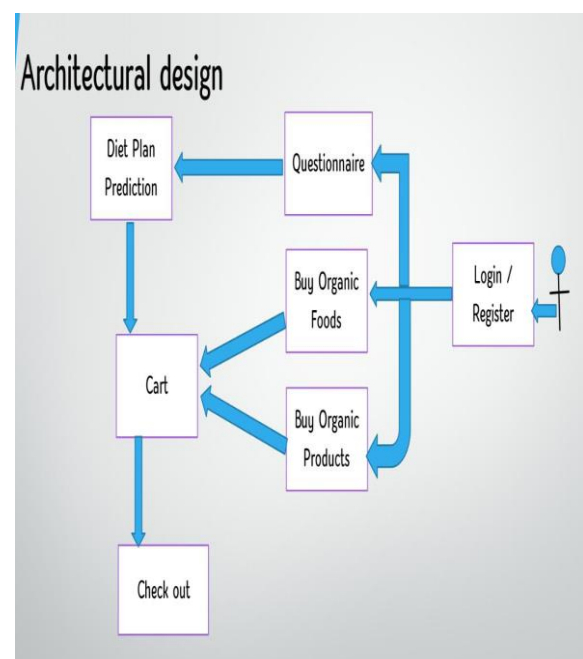 Architectural design
Diet Plan
Prediction
Questionnaire
Buy Organic
Foods
Login /
Register
Cart
Buy Organic
Products
Check out